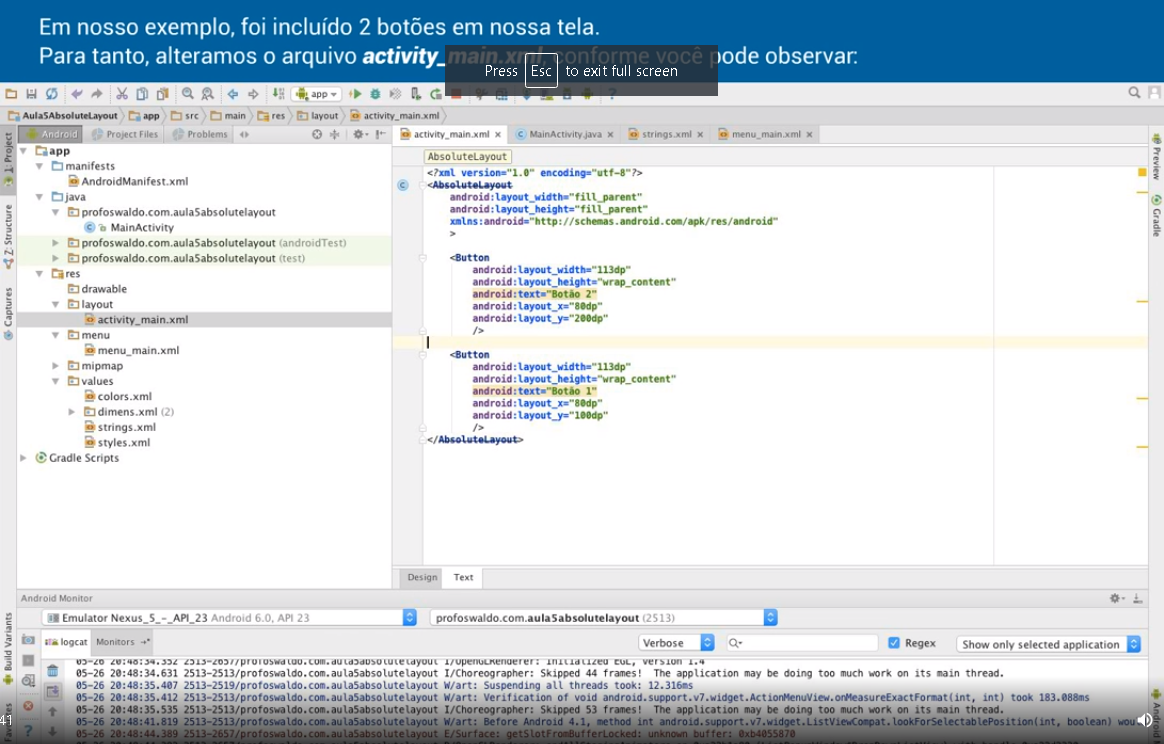 Em nosso exemplo, foi incluído 2 botões em nossa tela.
Para tanto, alteramos o arquivo activity_main.xml, conforme você pode observar:
Press Esc to exit full screen
app
Aula5AbsoluteLayout app src main res layout activity_main.xml
Android Project Files Problems
activity_main.xml MainActivity.java strings.xml menu_main.xml
1: Project
Z: Structure
Captures
Build Variants
Favorites
Preview
Gradle
app
manifests
AndroidManifest.xml
java
profoswaldo.com.aula5absolutelayout
MainActivity
profoswaldo.com.aula5absolutelayout (androidTest)
profoswaldo.com.aula5absolutelayout (test)
res
drawable
layout
activity_main.xml
menu
menu_main.xml
mipmap
values
colors.xml
dimens.xml (2)
strings.xml
styles.xml
Gradle Scripts
AbsoluteLayout
<?xml version="1.0" encoding="utf-8"?>
<AbsoluteLayout
android:layout_width="fill_parent"
android:layout_height="fill_parent"
xmlns:android="http://schemas.android.com/apk/res/android"
>
<Button
android:layout_width="113dp"
android:layout_height="wrap_content"
android:text="Botão 2"
android:layout_x="80dp"
android:layout_y="200dp"
/>
<Button
android:layout_width="113dp"
android:layout_height="wrap_content"
android:text="Botão 1"
android:layout_x="80dp"
android:layout_y="100dp"
/>
</AbsoluteLayout>
Design Text
Android Monitor
Emulator Nexus_5_-_API_23 Android 6.0, API 23 profoswaldo.com.aula5absolutelayout (2513)
logcat Monitors Verbose Regex Show only selected application
05-26 20:48:34.352 2513-2657/profoswaldo.com.aula5absolutelayout I/OpenGLRenderer: Initialized EGL, version 1.4
05-26 20:48:34.631 2513-2513/profoswaldo.com.aula5absolutelayout I/Choreographer: Skipped 44 frames! The application may be doing too much work on its main thread.
05-26 20:48:35.407 2513-2519/profoswaldo.com.aula5absolutelayout W/art: Suspending all threads took: 12.316ms
05-26 20:48:35.412 2513-2513/profoswaldo.com.aula5absolutelayout W/art: Verification of void android.support.v7.widget.ActionMenuView.onMeasureExactFormat(int, int) took 183.088ms
05-26 20:48:35.535 2513-2513/profoswaldo.com.aula5absolutelayout I/Choreographer: Skipped 53 frames! The application may be doing too much work on its main thread.
05-26 20:48:41.819 2513-2513/profoswaldo.com.aula5absolutelayout W/art: Before Android 4.1, method int android.support.v7.widget.ListViewCompat.lookForSelectablePosition(int, boolean) wou
05-26 20:48:44.389 2513-2657/profoswaldo.com.aula5absolutelayout E/Surface: getSlotFromBufferLocked: unknown buffer: 0xb4055870
41